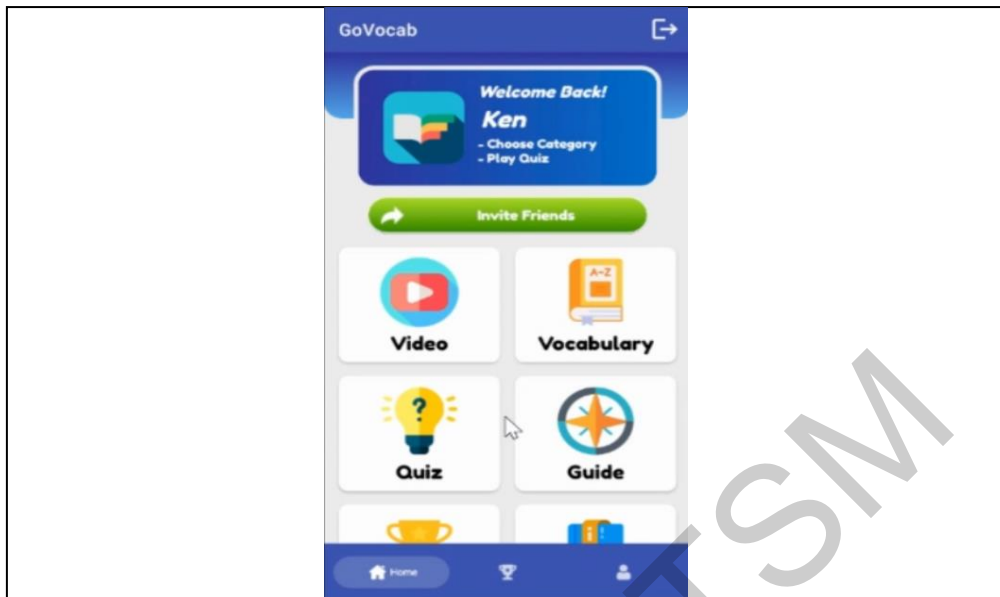 GoVocab
Welcome Back!
Ken
- Choose Category
- Play Quiz
Invite Friends
Video
A-Z
Vocabulary
?
Quiz
Guide
Home
TSM